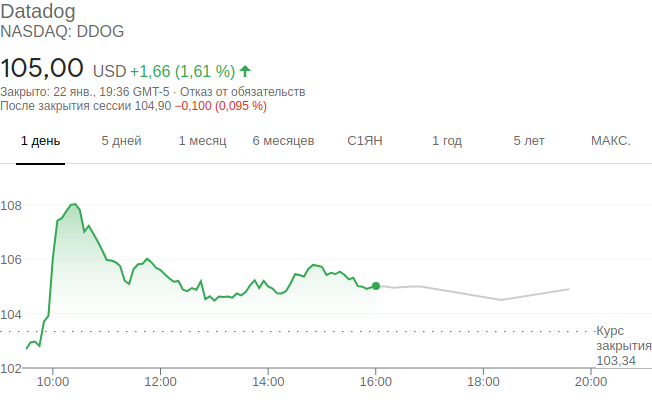 Datadog
NASDAQ: DDOG
105,00 USD +1,66 (1,61 %)
Закрыто: 22 янв., 19:36 GMT-5 · Отказ от обязательств
После закрытия сессии 104,90 −0,100 (0,095 %)
1 день 5 дней 1 месяц 6 месяцев С1ЯН 1 год 5 лет МАКС.
108
106
104
Курс
закрытия
103,34
102
10:00 12:00 14:00 16:00 18:00 20:00